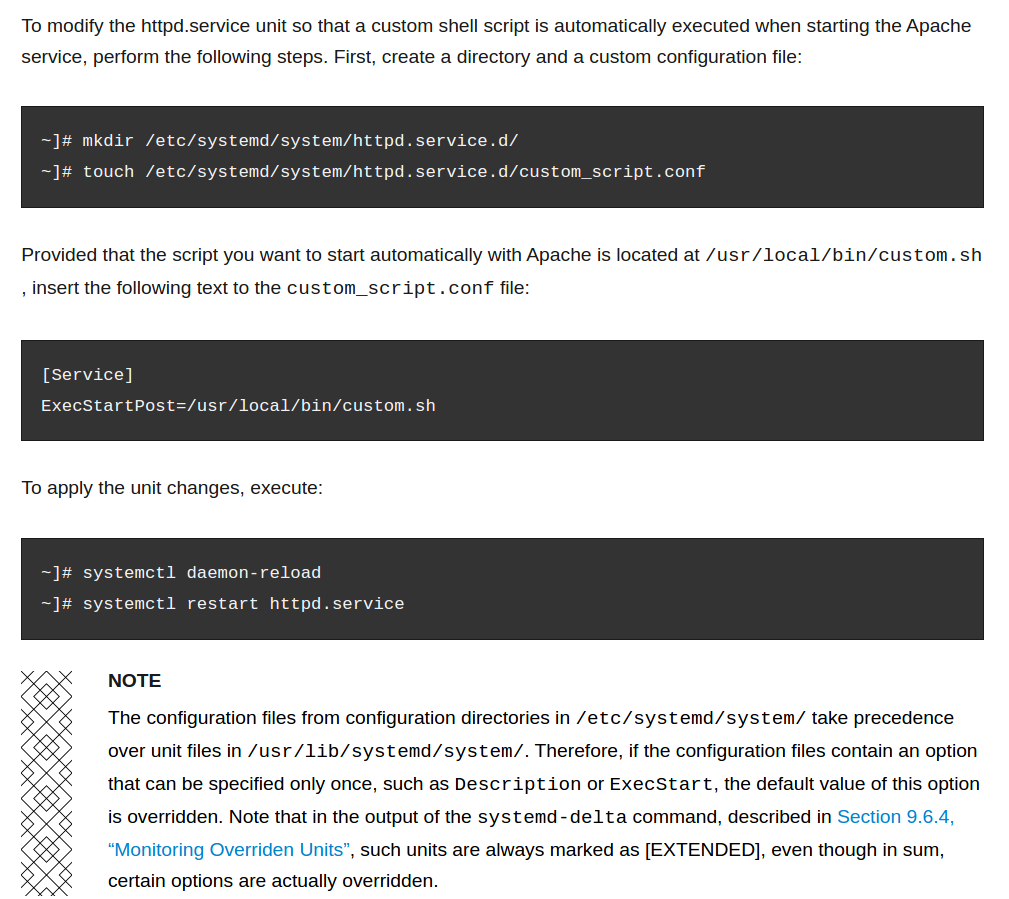 To modify the httpd.service unit so that a custom shell script is automatically executed when starting the Apache
service, perform the following steps. First, create a directory and a custom configuration file:
~]# mkdir /etc/systemd/system/httpd.service.d/
~]# touch /etc/systemd/system/httpd.service.d/custom_script.conf
Provided that the script you want to start automatically with Apache is located at /usr/local/bin/custom.sh
, insert the following text to the custom_script.conf file:
[Service]
ExecStartPost=/usr/local/bin/custom.sh
To apply the unit changes, execute:
~]# systemctl daemon-reload
~]# systemctl restart httpd.service
NOTE
The configuration files from configuration directories in /etc/systemd/system/ take precedence
over unit files in /usr/lib/systemd/system/. Therefore, if the configuration files contain an option
that can be specified only once, such as Description or ExecStart, the default value of this option
is overridden. Note that in the output of the systemd-delta command, described in Section 9.6.4,
“Monitoring Overriden Units”, such units are always marked as [EXTENDED], even though in sum,
certain options are actually overridden.